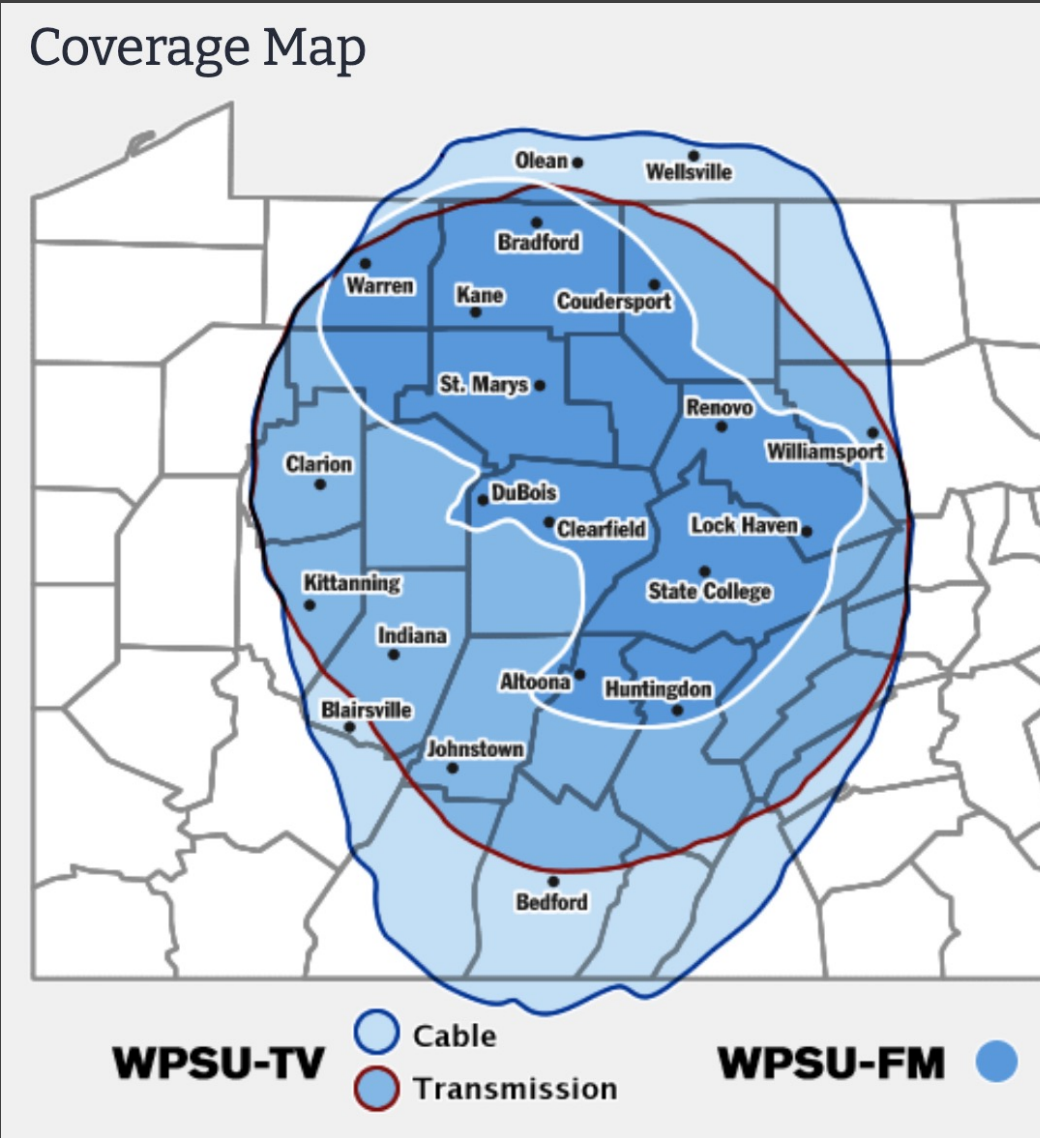 Coverage Map
Olean
Wellsville
Bradford
Warren
Kane
Coudersport
St. Marys
Renovo
Williamsport
Clarion
DuBois
Clearfield
Lock Haven
Kittanning
State College
Indiana
Altoona
Huntingdon
Blairsville
Johnstown
Bedford
WPSU-TV
Cable
Transmission
WPSU-FM